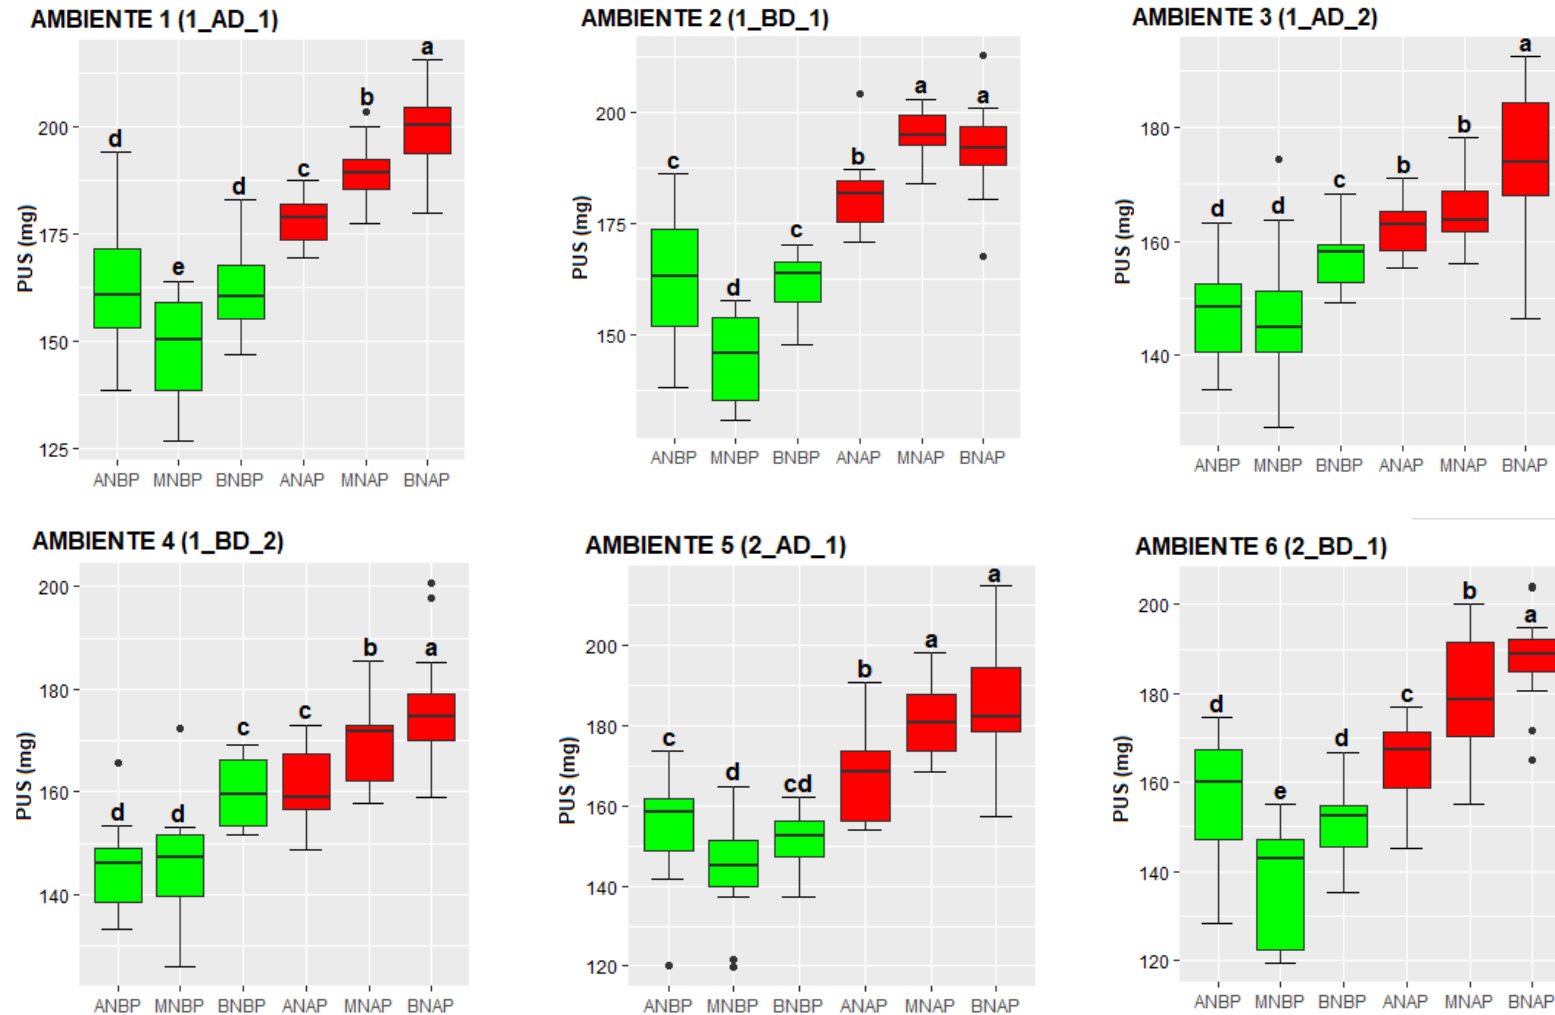 AMBIENTE 1 (1_AD_1)
PUS (mg)
200
175
150
125
d
e
d
c
b
a
ANBP MNBP BNBP ANAP MNAP BNAP
AMBIENTE 2 (1_BD_1)
PUS (mg)
200
175
150
c
d
c
b
a
a
ANBP MNBP BNBP ANAP MNAP BNAP
AMBIENTE 3 (1_AD_2)
PUS (mg)
180
160
140
d
d
c
b
b
a
ANBP MNBP BNBP ANAP MNAP BNAP
AMBIENTE 4 (1_BD_2)
PUS (mg)
200
180
160
140
d
d
c
c
b
a
ANBP MNBP BNBP ANAP MNAP BNAP
AMBIENTE 5 (2_AD_1)
PUS (mg)
200
180
160
140
120
c
d
cd
b
a
a
ANBP MNBP BNBP ANAP MNAP BNAP
AMBIENTE 6 (2_BD_1)
PUS (mg)
200
180
160
140
120
d
e
d
c
b
a
ANBP MNBP BNBP ANAP MNAP BNAP